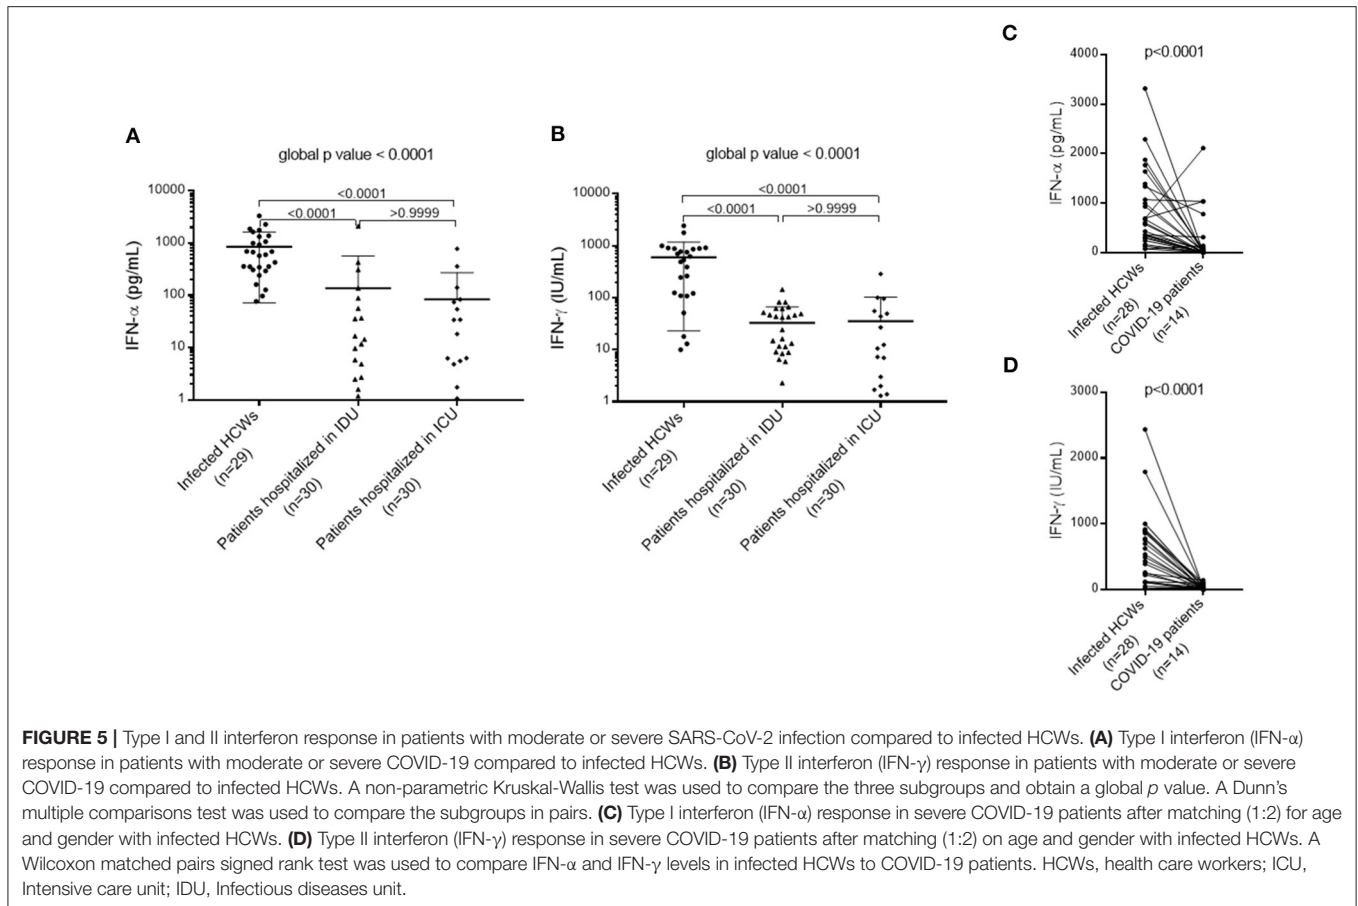 A
global p value < 0.0001
<0.0001
<0.0001
>0.9999
10000
1000
100
10
1
IFN-α (pg/mL)
Infected HCWs
(n=29)
Patients hospitalized in IDU
(n=30)
Patients hospitalized in ICU
(n=30)
B
global p value < 0.0001
<0.0001
<0.0001
>0.9999
10000
1000
100
10
1
IFN-γ (IU/mL)
Infected HCWs
(n=29)
Patients hospitalized in IDU
(n=30)
Patients hospitalized in ICU
(n=30)
C
p<0.0001
4000
3000
2000
1000
0
IFN-α (pg/mL)
Infected HCWs
(n=28)
COVID-19 patients
(n=14)
D
p<0.0001
3000
2000
1000
0
IFN-γ (IU/mL)
Infected HCWs
(n=28)
COVID-19 patients
(n=14)
FIGURE 5 | Type I and II interferon response in patients with moderate or severe SARS-CoV-2 infection compared to infected HCWs. (A) Type I interferon (IFN-α)
response in patients with moderate or severe COVID-19 compared to infected HCWs. (B) Type II interferon (IFN-γ) response in patients with moderate or severe
COVID-19 compared to infected HCWs. A non-parametric Kruskal-Wallis test was used to compare the three subgroups and obtain a global p value. A Dunn's
multiple comparisons test was used to compare the subgroups in pairs. (C) Type I interferon (IFN-α) response in severe COVID-19 patients after matching (1:2) for age
and gender with infected HCWs. (D) Type II interferon (IFN-γ) response in severe COVID-19 patients after matching (1:2) on age and gender with infected HCWs. A
Wilcoxon matched pairs signed rank test was used to compare IFN-α and IFN-γ levels in infected HCWs to COVID-19 patients. HCWs, health care workers; ICU,
Intensive care unit; IDU, Infectious diseases unit.